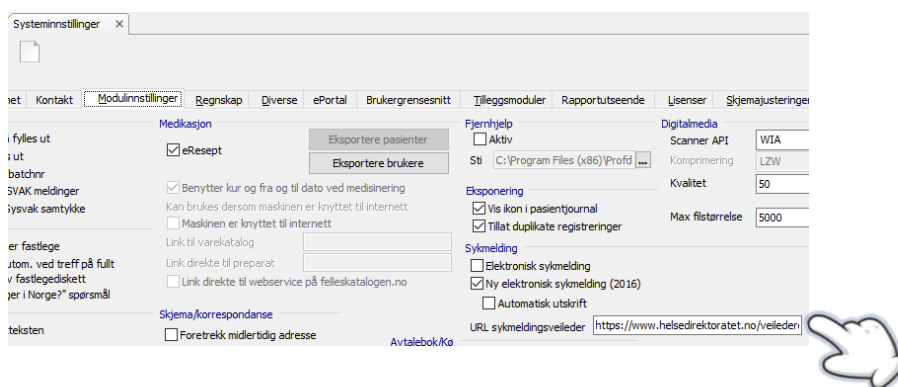 Systeminnstillinger
Kontakt Modulinnstillinger Regnskap Diverse ePortal Brukergrensesnitt Tilleggsmoduler Rapportutseende Lisenser Skjemajusteringer
fylles ut
s ut
batchnr
SVAK meldinger
Sysvak samtykke
er fastlege
utom. ved treff på fullt
v fastlegediskett
ger i Norge?" spørsmål
teksten
Medikasjon
eResept
Eksportere pasienter
Eksportere brukere
Benytter kur og fra og til dato ved medisinering
Kan brukes dersom maskinen er knyttet til internett
Maskinen er knyttet til internett
Link til varekatalog
Link direkte til preparat
Link direkte til webservice på felleskatalogen.no
Skjema/korrespondanse
Foretrekk midlertidig adresse
Avtalebok/Kø
Fjernhjelp
Aktiv
Sti C:\Program Files (x86)\Profd ...
Eksponering
Vis ikon i pasientjournal
Tillat duplikate registreringer
Sykmelding
Elektronisk sykmelding
Ny elektronisk sykmelding (2016)
Automatisk utskrift
URL sykmeldingsveileder https://www.helsedirektoratet.no/veiledere
Digitalmedia
Scanner API WIA
Komprimering LZW
Kvalitet 50
Max filstørrelse 5000